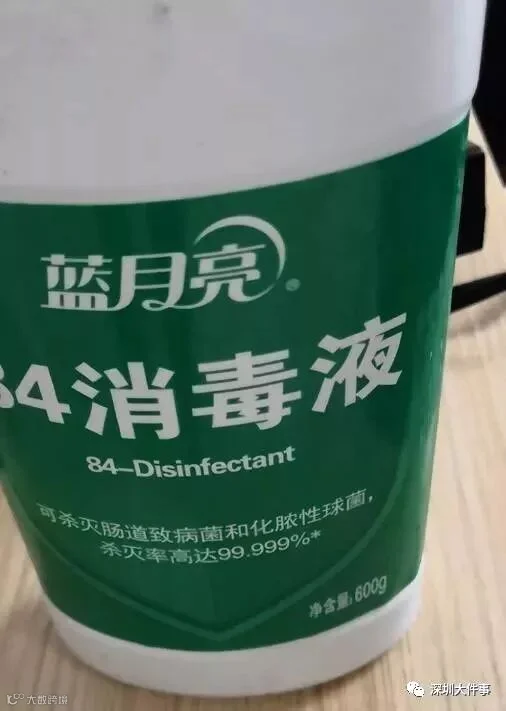 蓝月亮®
84消毒液
84-Disinfectant
可杀灭肠道致病菌和化脓性球菌,
杀灭率高达99.999%*
净含量:600g
大数跨境
深圳大件事